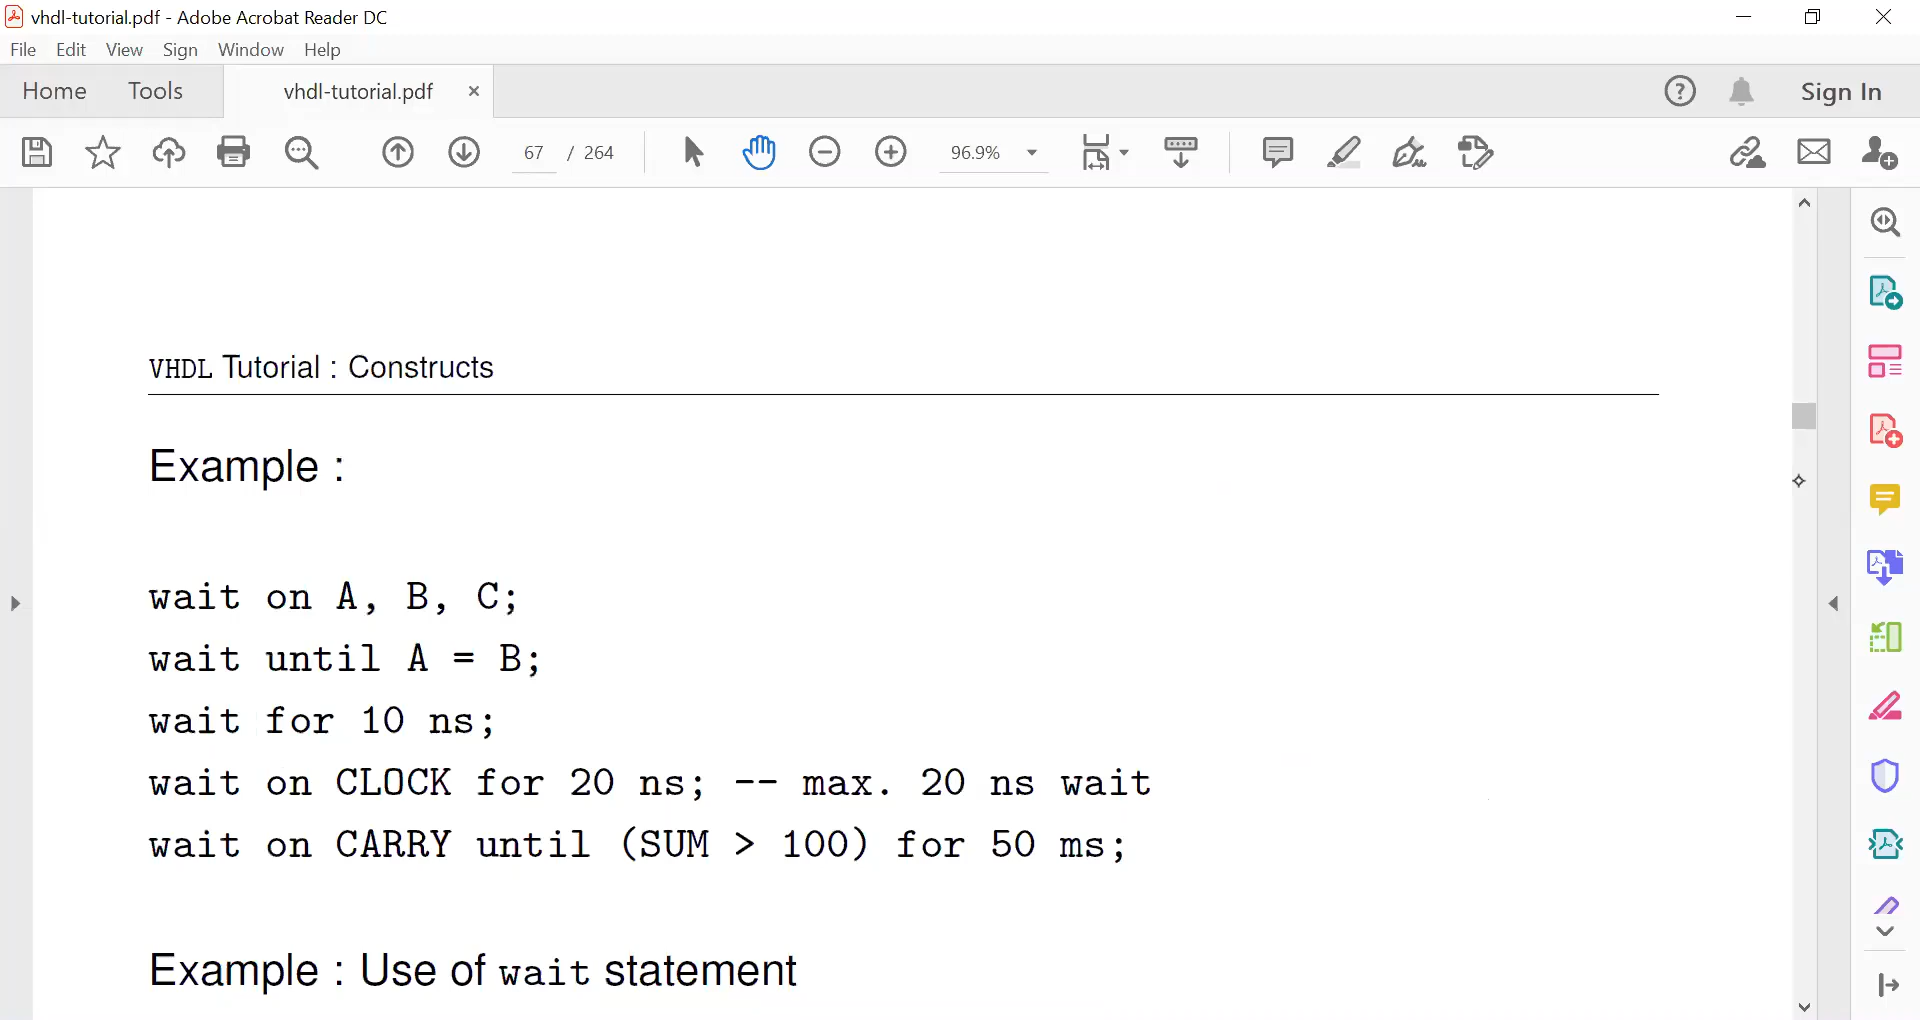 vhdl-tutorial.pdf - Adobe Acrobat Reader DC
File Edit View Sign Window Help
Home Tools vhdl-tutorial.pdf × Sign In
67 / 264 96.9%
VHDL Tutorial : Constructs
Example :
wait on A, B, C;
wait until A = B;
wait for 10 ns;
wait on CLOCK for 20 ns; -- max. 20 ns wait
wait on CARRY until (SUM > 100) for 50 ms;
Example : Use of wait statement